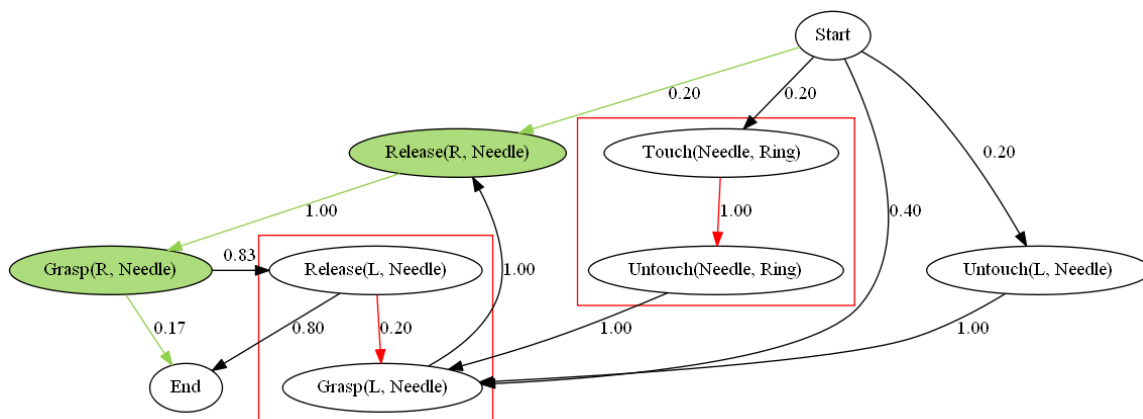 Start
0.20
0.20
0.20
Release(R, Needle)
Touch(Needle, Ring)
1.00
1.00
0.40
Grasp(R, Needle)
0.83
Release(L, Needle)
1.00
Untouch(Needle, Ring)
Untouch(L, Needle)
0.17
0.80
0.20
1.00
1.00
End
Grasp(L, Needle)